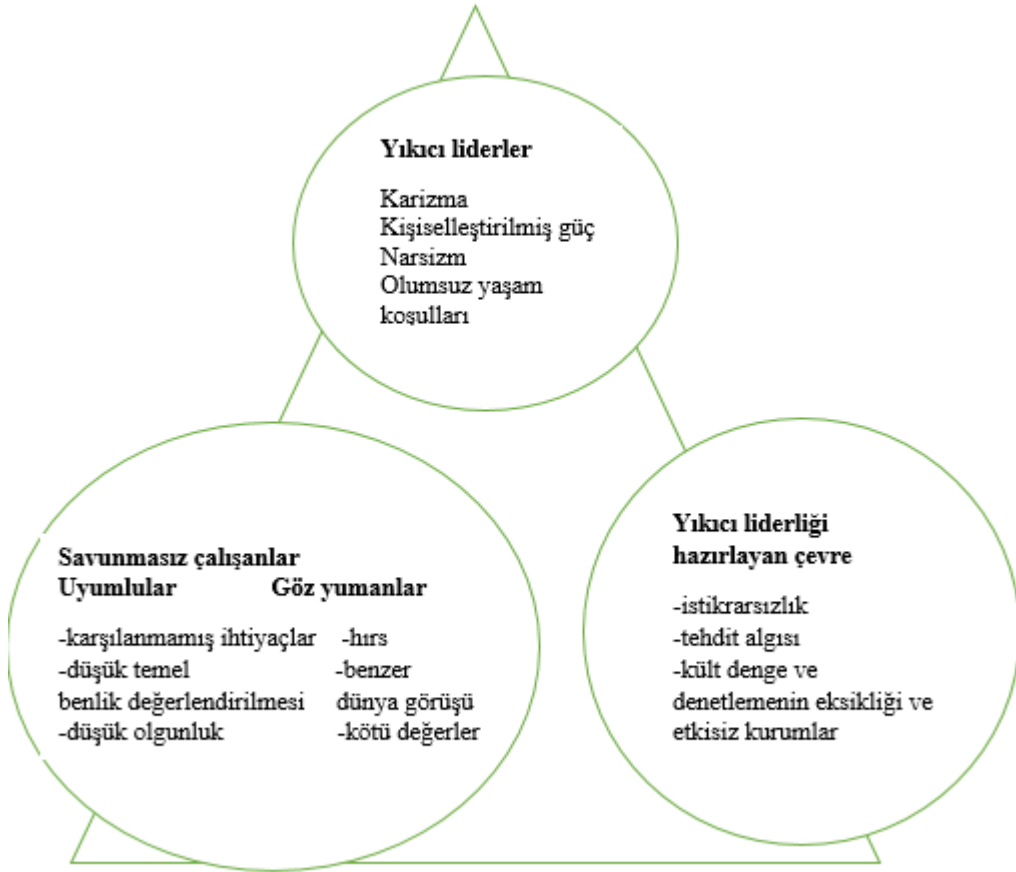 Yıkıcı liderler
Karizma
Kişiselleştirilmiş güç
Narsizm
Olumsuz yaşam
koşulları
Savunmasız çalışanlar
Uyumlular Göz yumanlar
-karşılanmamış ihtiyaçlar -hırs
-düşük temel -benzer
benlik değerlendirilmesi dünya görüşü
-düşük olgunluk -kötü değerler
Yıkıcı liderliği
hazırlayan çevre
-istikrarsızlık
-tehdit algısı
-kült denge ve
denetlemenin eksikliği ve
etkisiz kurumlar